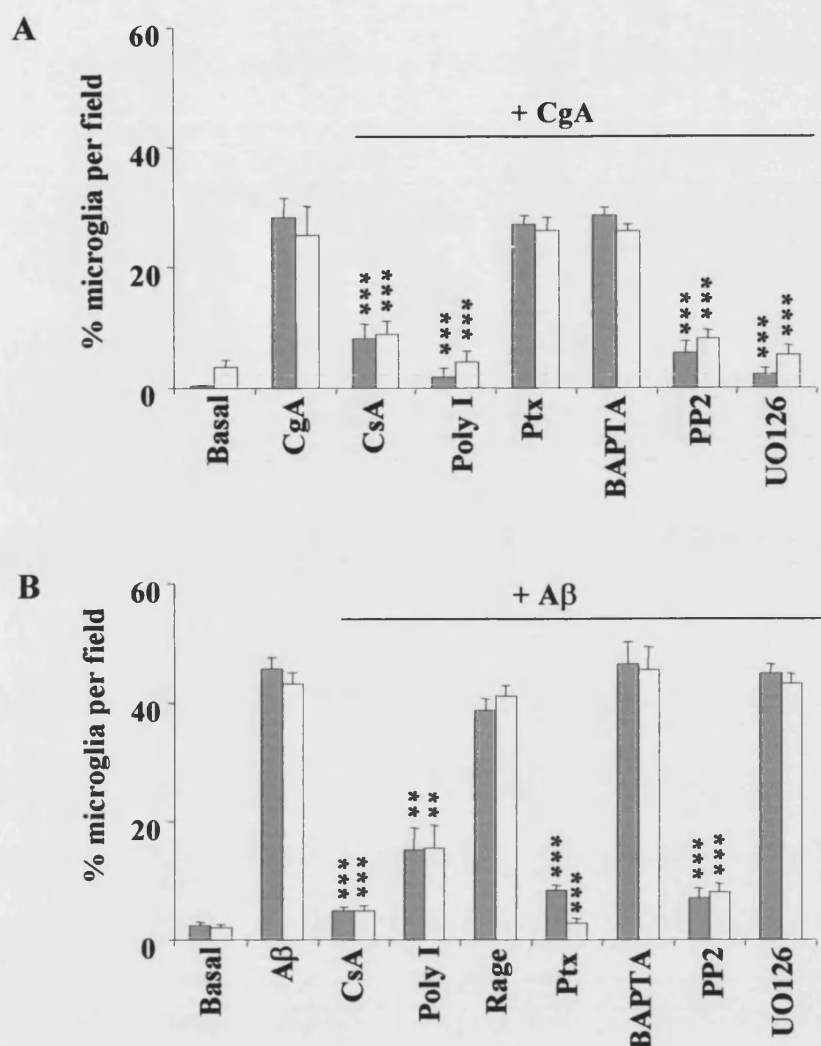 A
60
40
20
0
% microglia per field
+ CgA
*** ***
*** ***
*** ***
*** ***
Basal
CgA
CsA
Poly I
Ptx
BAPTA
PP2
UO126
B
60
40
20
0
% microglia per field
+ Aβ
*** ***
** **
*** ***
*** ***
Basal
Aβ
CsA
Poly I
Rage
Ptx
BAPTA
PP2
UO126